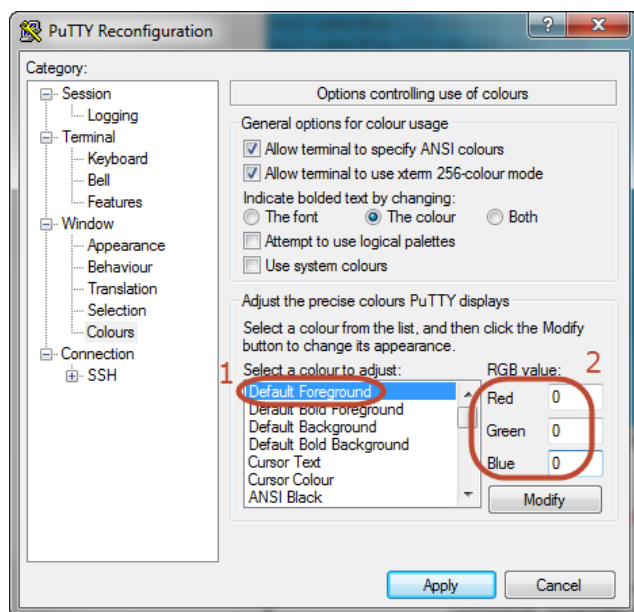 PuTTY Reconfiguration
?
X
Category:
Session
Logging
Terminal
Keyboard
Bell
Features
Window
Appearance
Behaviour
Translation
Selection
Colours
Connection
SSH
Options controlling use of colours
General options for colour usage
Allow terminal to specify ANSI colours
Allow terminal to use xterm 256-colour mode
Indicate bolded text by changing:
The font The colour Both
Attempt to use logical palettes
Use system colours
Adjust the precise colours PuTTY displays
Select a colour from the list, and then click the Modify
button to change its appearance.
Select a colour to adjust:
1
Default Foreground
Default Bold Foreground
Default Background
Default Bold Background
Cursor Text
Cursor Colour
ANSI Black
RGB value:
2
Red 0
Green 0
Blue 0
Modify
Apply Cancel